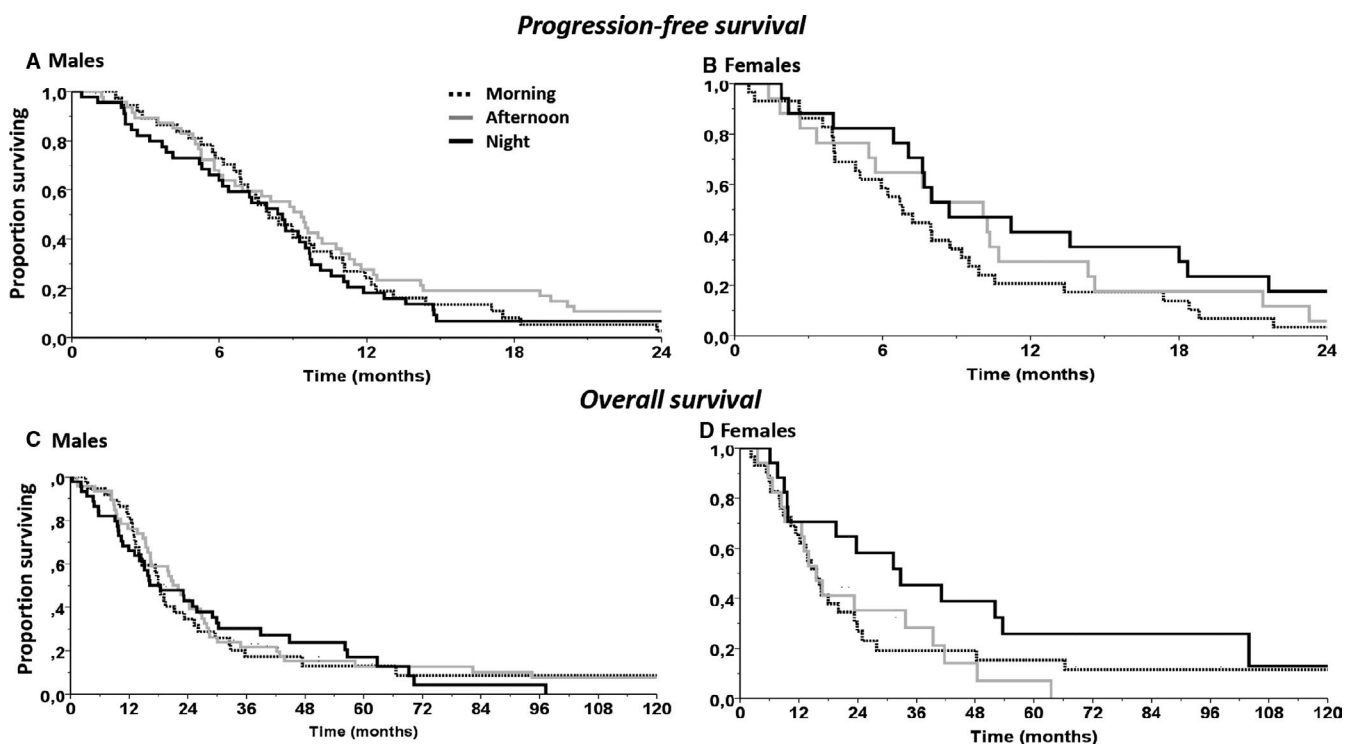 Progression-free survival
A Males
Proportion surviving
1,0
0,8
0,6
0,4
0,2
0,0
0 6 12 18 24
Time (months)
Morning
Afternoon
Night
B Females
1,0
0,8
,6
0,4
0,2
0,0
0 6 12 18 24
Time (months)
Overall survival
C Males
Proportion surviving
,0
,8
,6
,4
,2
0,0
0 12 24 36 48 60 72 84 96 108 120
Time (months)
D Females
1,0
0,8
0,6
0,4
0,2
0,0
0 12 24 36 48 60 72 84 96 108 120
Time (months)